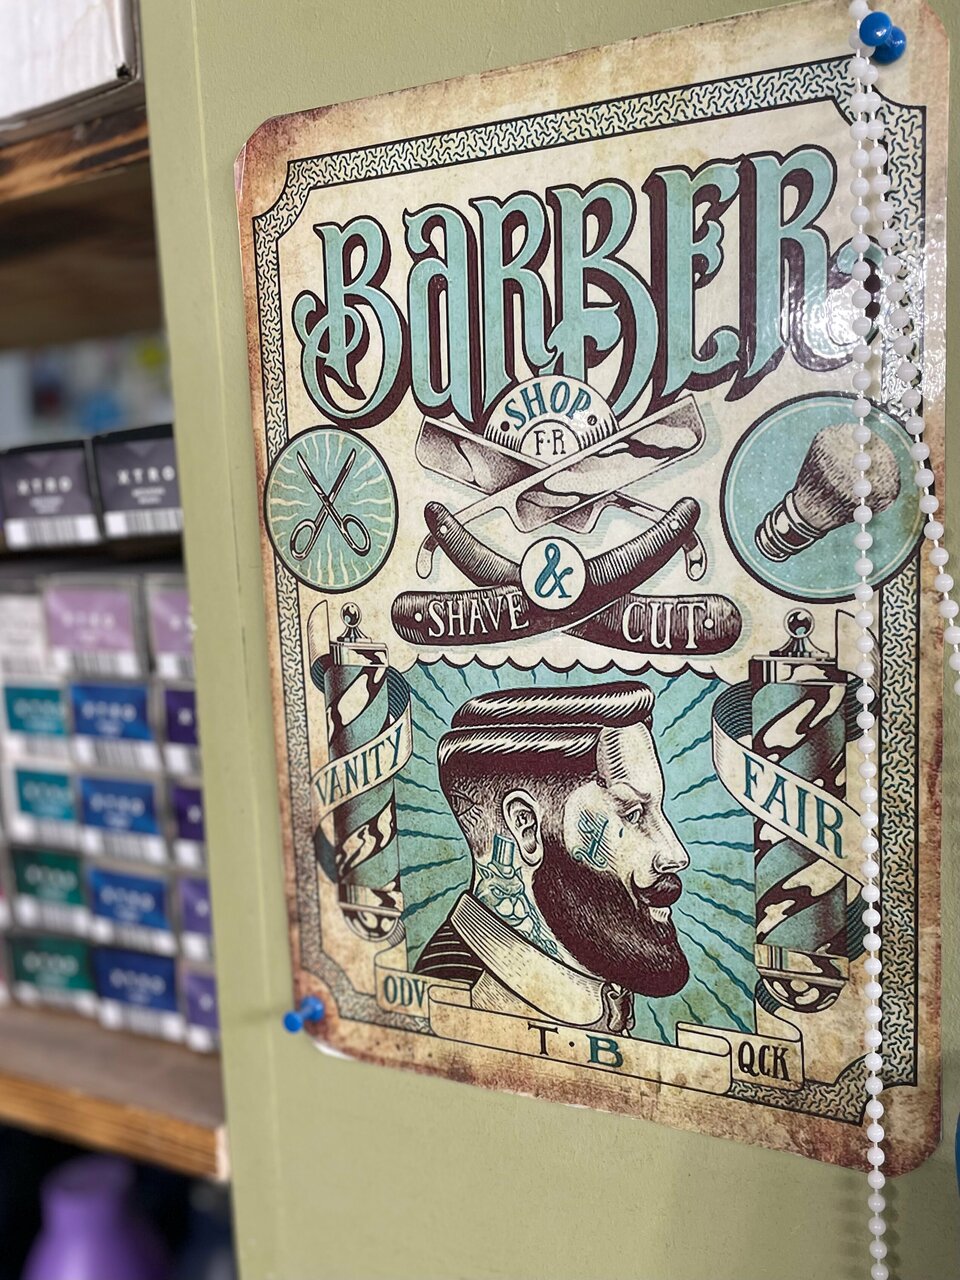 BARBER
SHOP
F·R
&
·SHAVE
CUT·
VANITY
FAIR
ODV
T·B
QCK